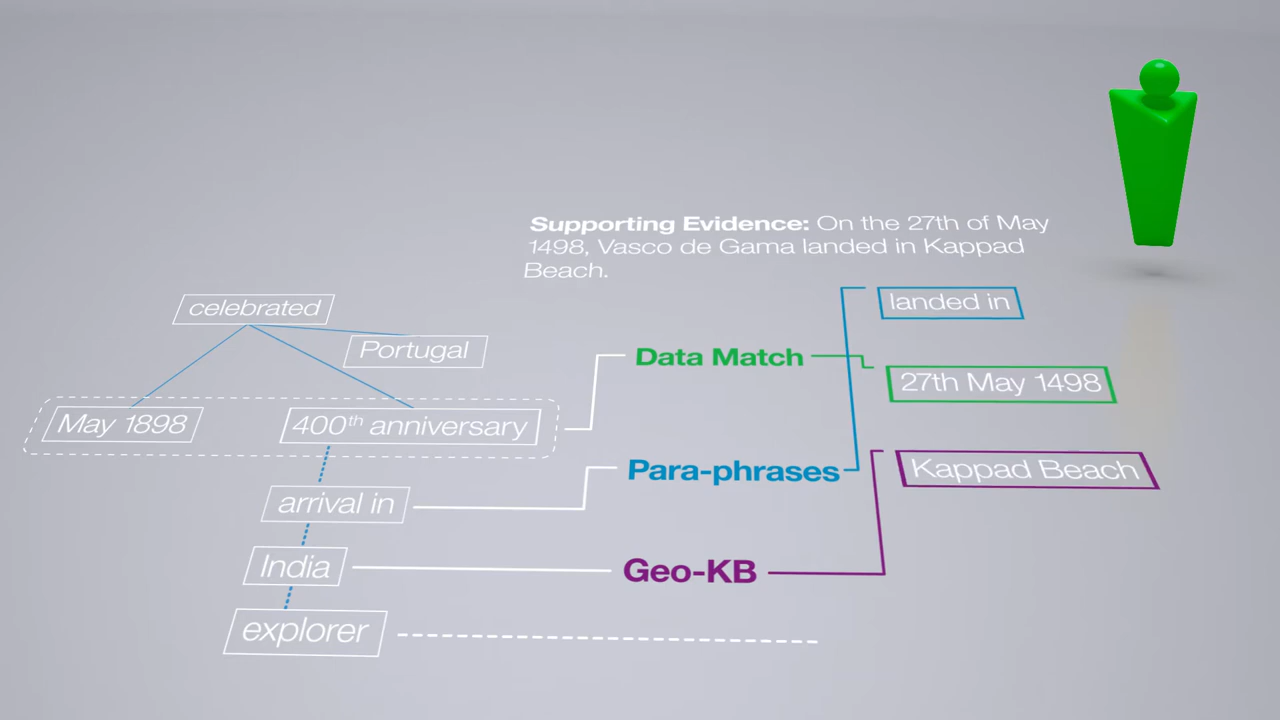 Supporting Evidence: On the 27th of May
1498, Vasco de Gama landed in Kappad
Beach.
celebrated
Portugal
May 1898
400th anniversary
arrival in
India
explorer
Data Match
Para-phrases
Geo-KB
landed in
27th May 1498
Kappad Beach